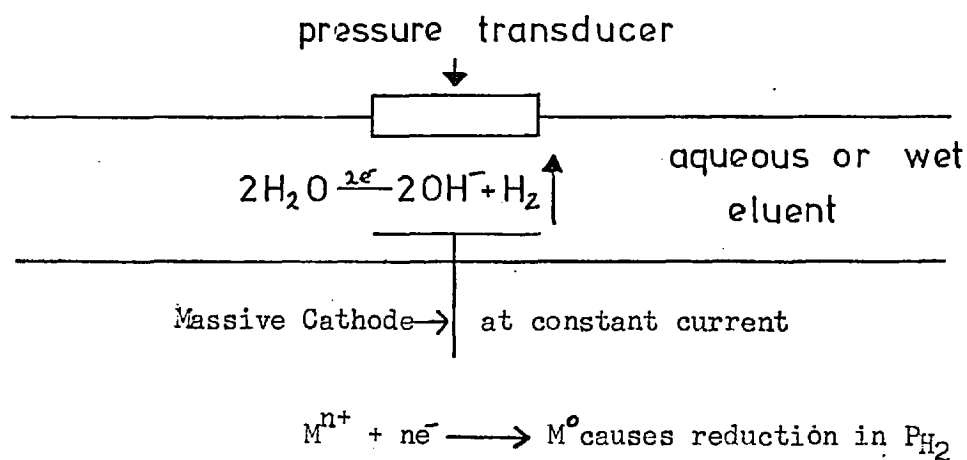 pressure transducer
2H₂O —2e⁻— 2OH⁻ + H₂
aqueous or wet
eluent
Massive Cathode→ at constant current
Mⁿ⁺ + ne⁻ ⟶ M⁰ causes reduction in P_H₂